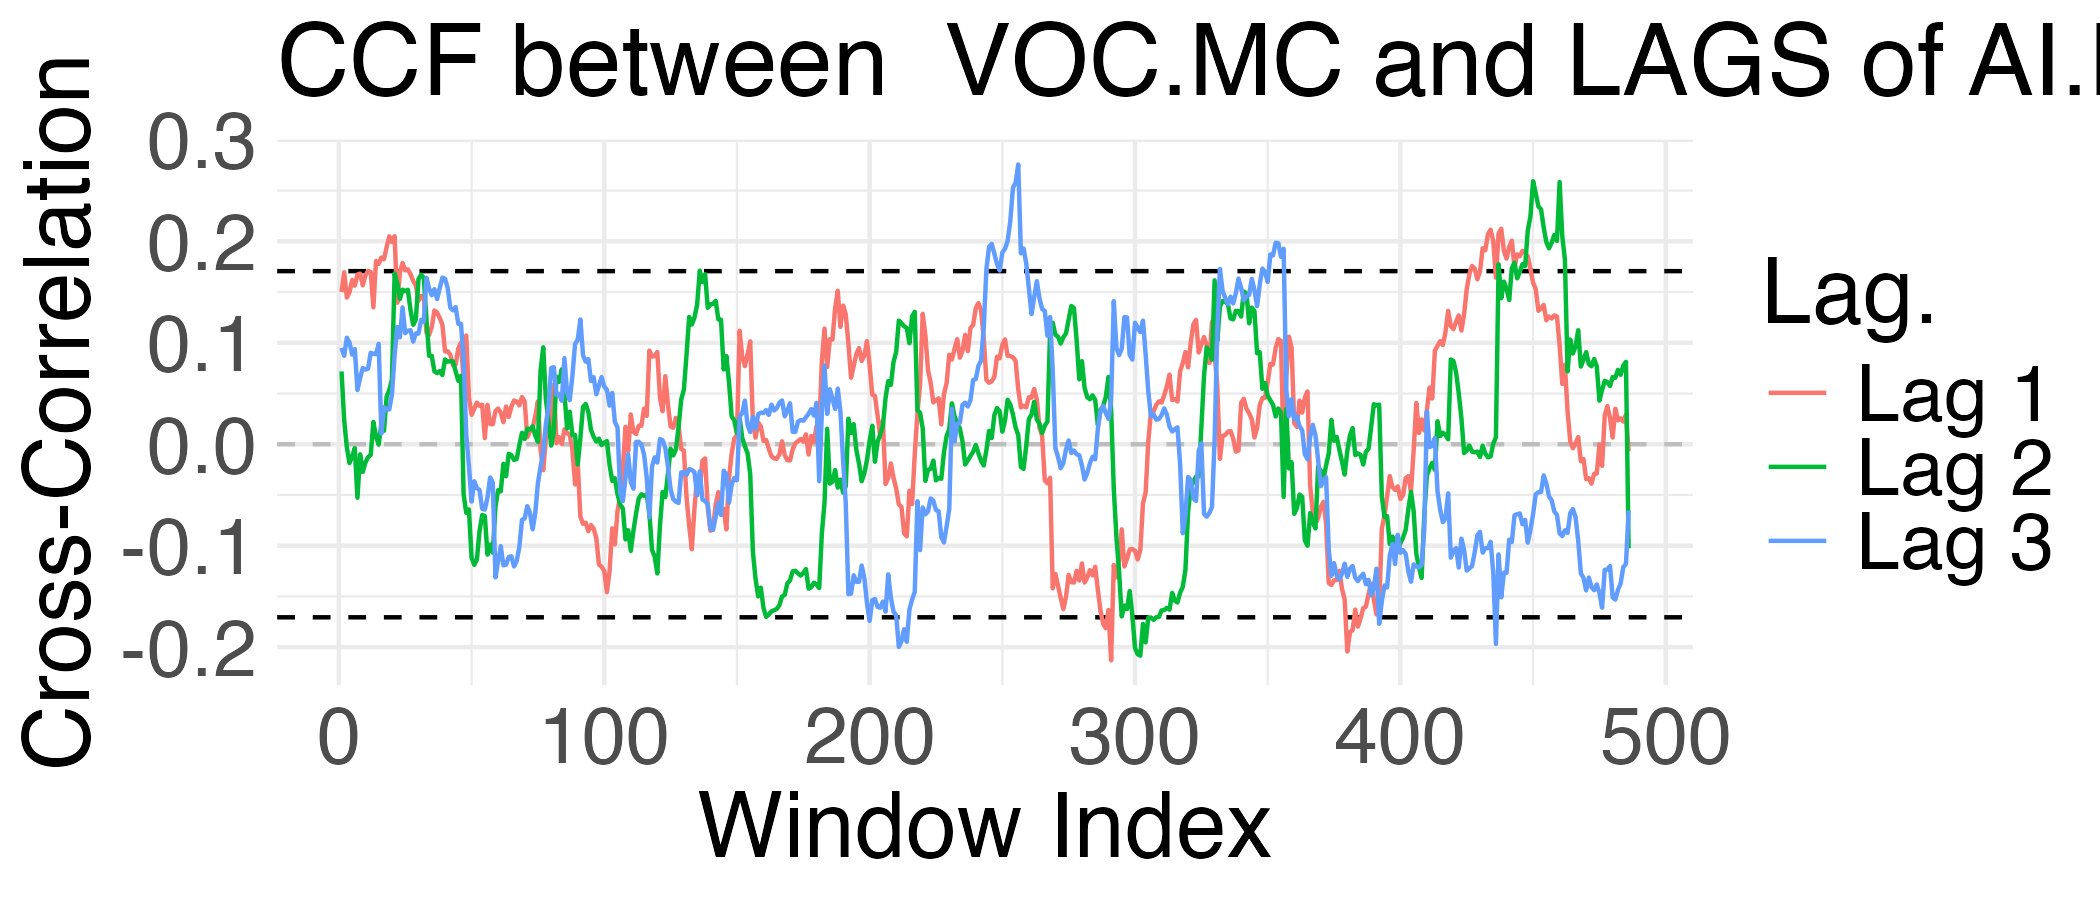 CCF between  VOC.MC and LAGS of AI.
Cross-Correlation
0.3
0.2
0.1
0.0
-0.1
-0.2
0
100
200
300
400
500
Window Index
Lag.
Lag 1
Lag 2
Lag 3